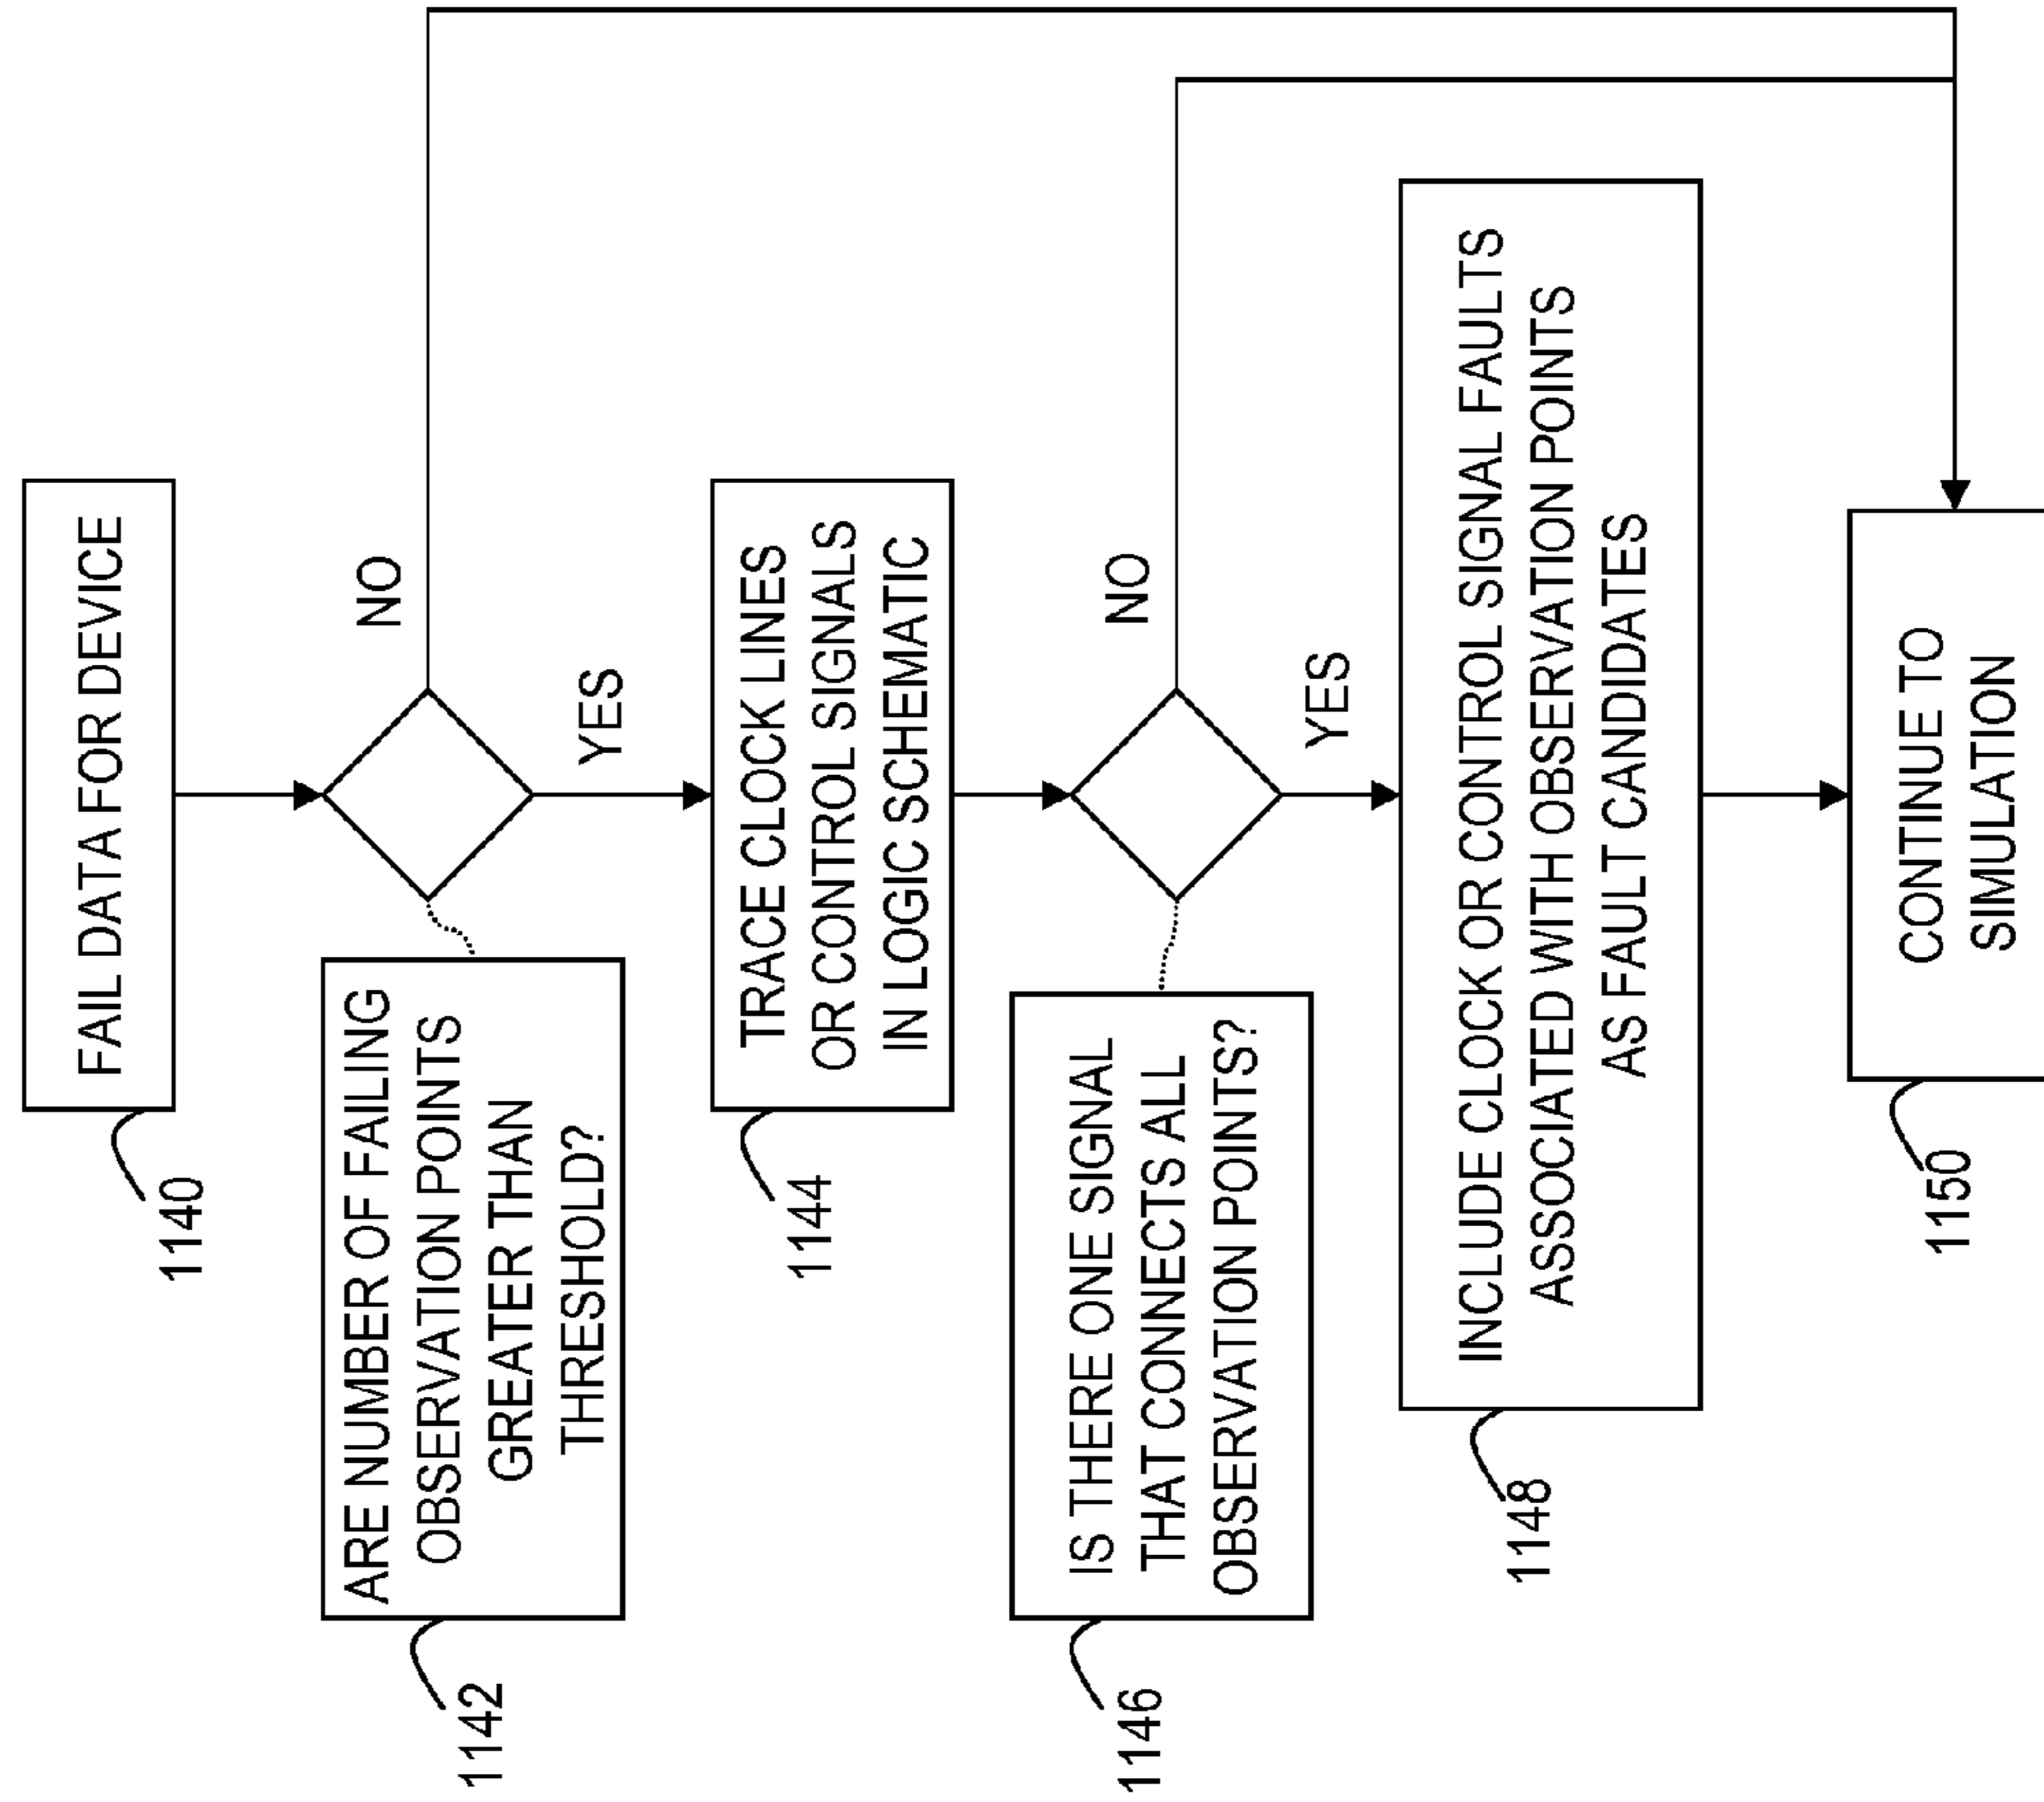 FAIL DATA FOR DEVICE
1140
ARE NUMBER OF FAILING
OBSERVATION POINTS
GREATER THAN
THRESHOLD?
1142
NO
YES
TRACE CLOCK LINES
OR CONTROL SIGNALS
IN LOGIC SCHEMATIC
1144
IS THERE ONE SIGNAL
THAT CONNECTS ALL
OBSERVATION POINTS?
1146
NO
YES
INCLUDE CLOCK OR CONTROL SIGNAL FAULTS
ASSOCIATED WITH OBSERVATION POINTS
AS FAULT CANDIDATES
1148
CONTINUE TO
SIMULATION
1150